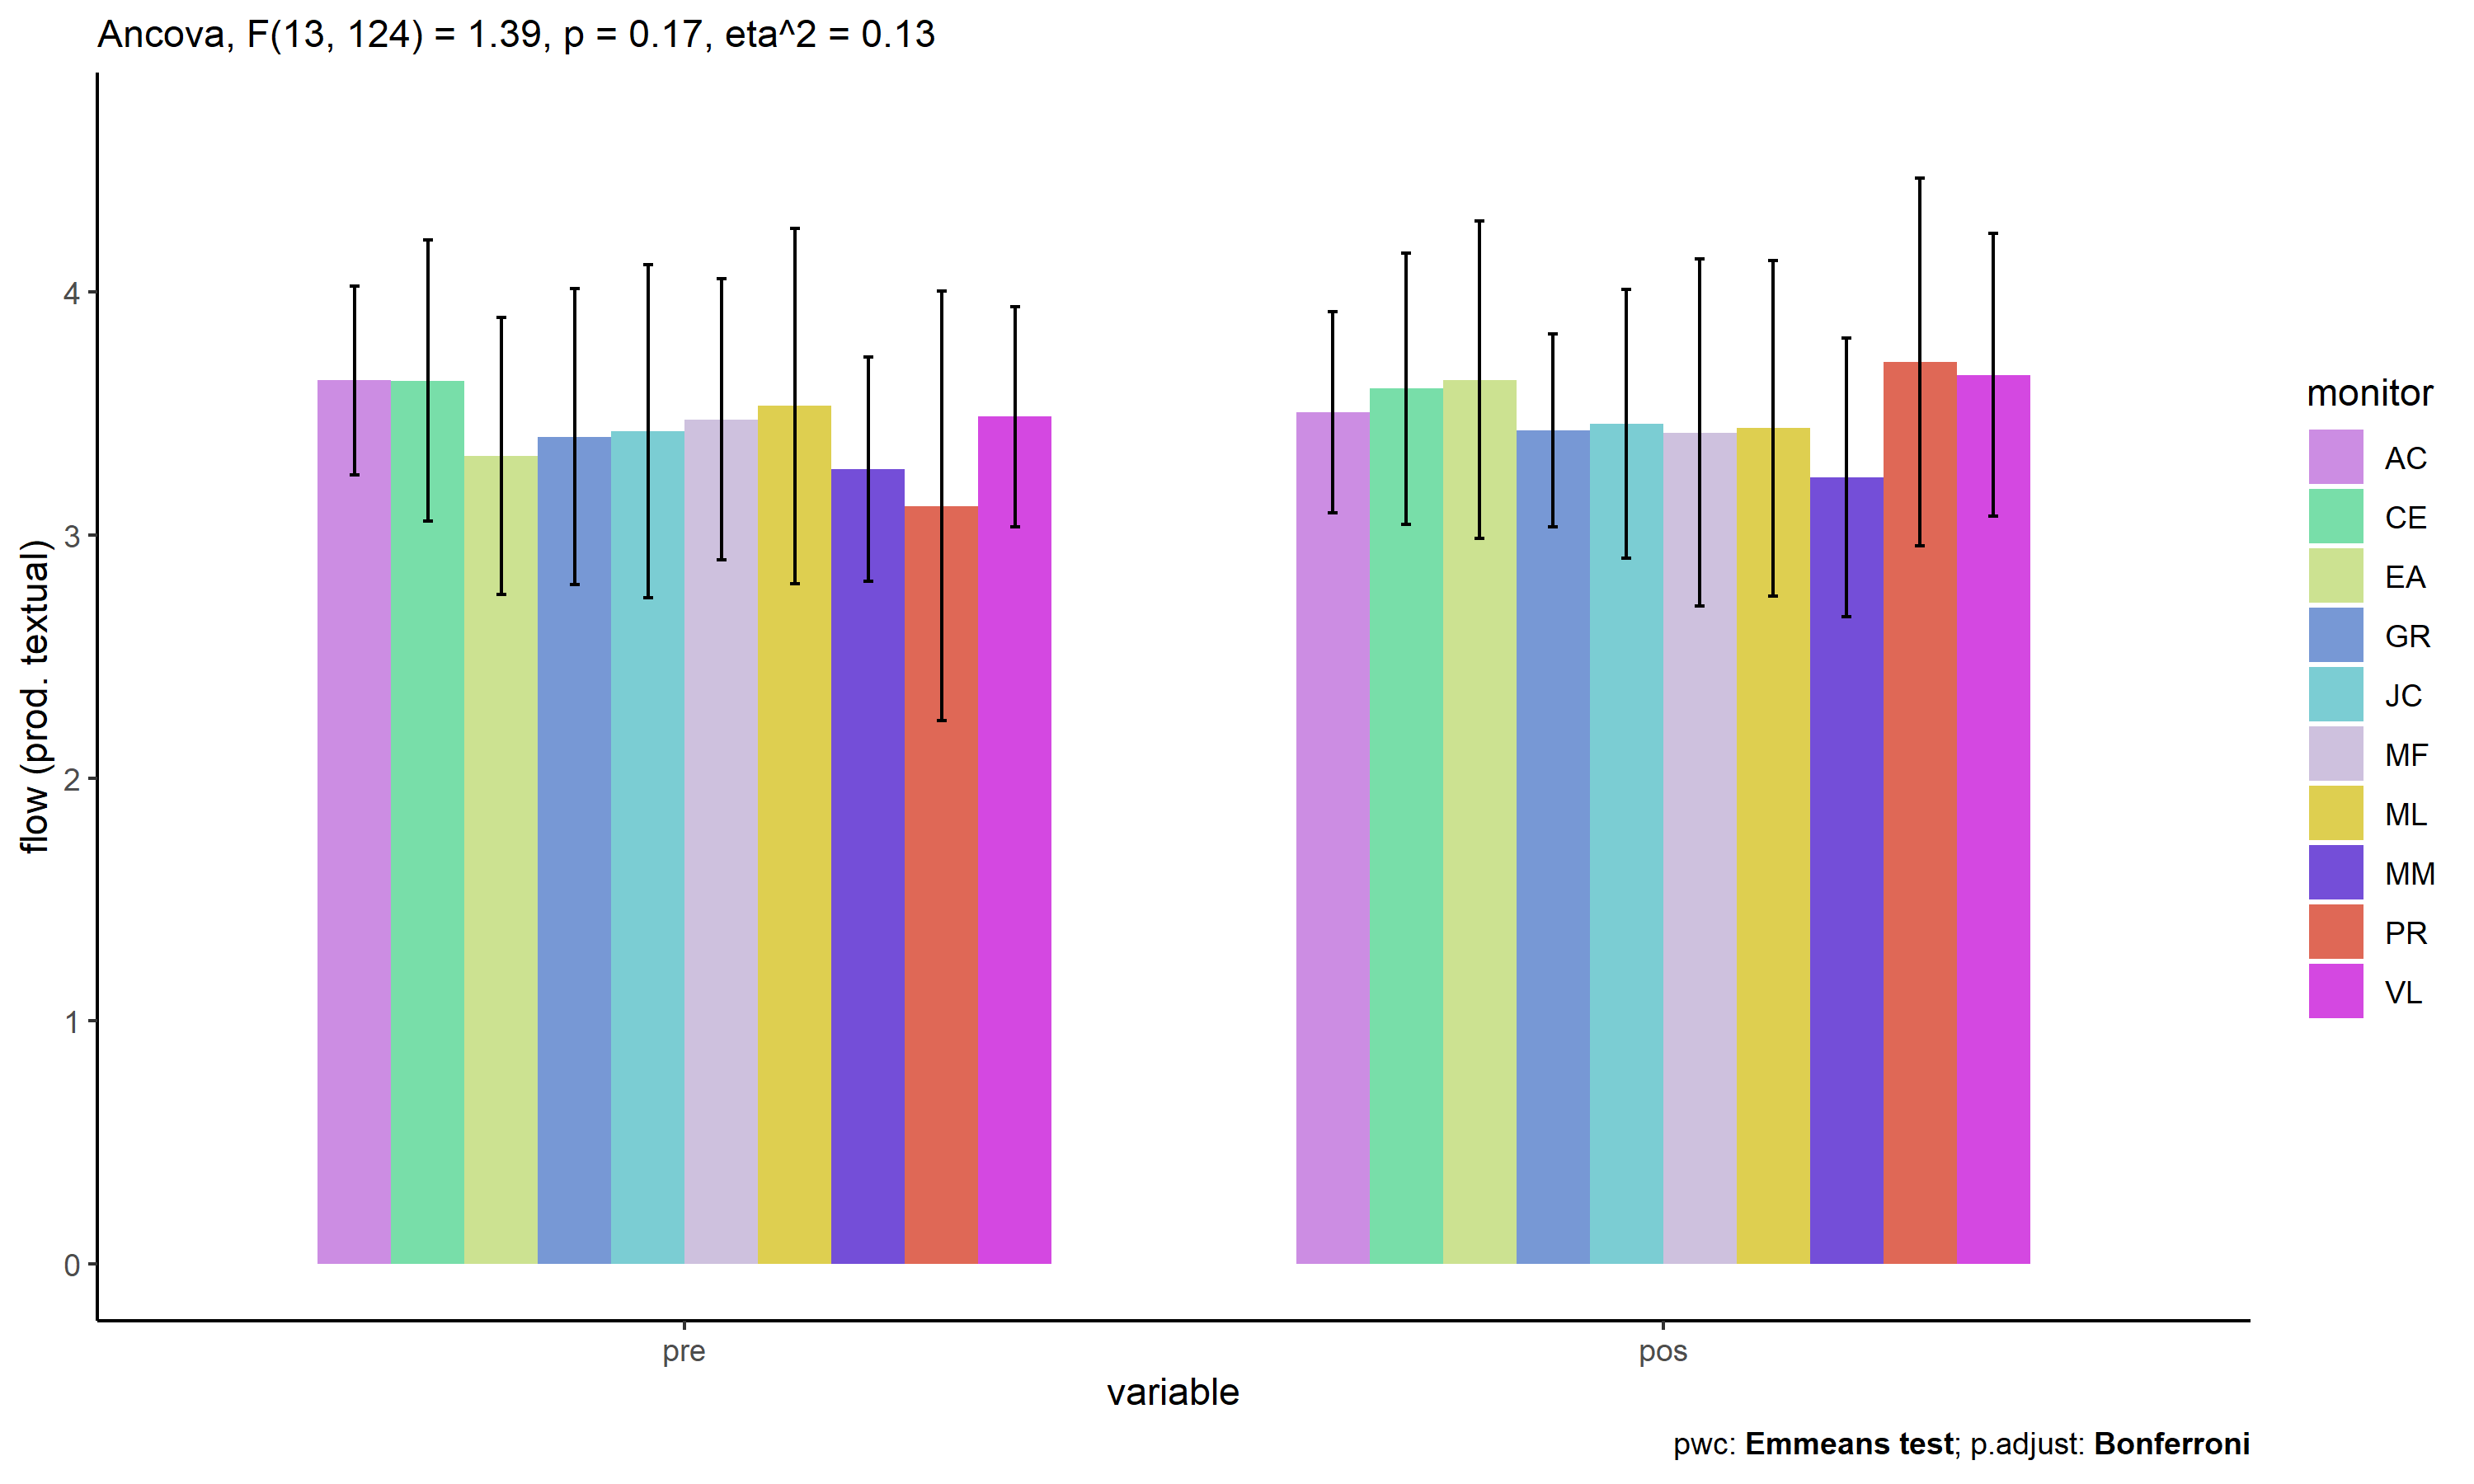 Ancova, F(13, 124) = 1.39, p = 0.17, eta^2 = 0.13
flow (prod. textual)
4
3
2
1
0
pre
pos
variable
monitor
AC
CE
EA
GR
JC
MF
ML
MM
PR
VL
pwc: Emmeans test; p.adjust: Bonferroni